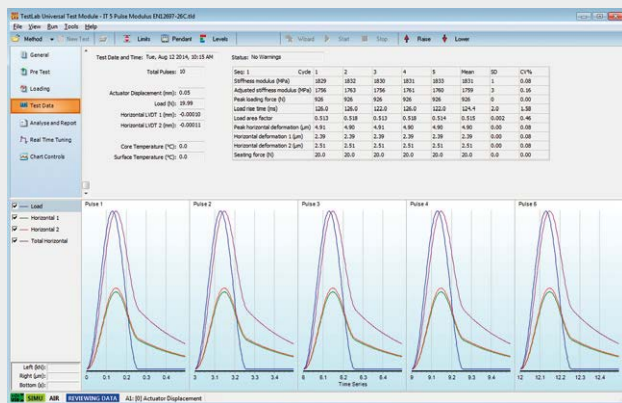 TestLab Universal Test Module - IT 5 Pulse Modulus EN12697-26C.tltl
File View Run Tools Help
Method New Test Limits Pendant Levels Wizard Start Stop Raise Lower
General
Pre Test
Loading
Test Data
Analyse and Report
Real Time Tuning
Chart Controls
Test Date and Time: Tue, Aug 12 2014, 10:15 AM Status: No Warnings
Total Pulses: 10
Actuator Displacement (mm): 0.05
Load (N): 19.99
Horizontal LVDT 1 (mm): -0.00010
Horizontal LVDT 2 (mm): -0.00011
Core Temperature (°C): 0.0
Surface Temperature (°C): 0.0
Seq: 1 Cycle 1 2 3 4 5 Mean SD CV%
Stiffness modulus (MPa) 1829 1832 1830 1831 1833 1831 1 0.08
Adjusted stiffness modulus (MPa) 1756 1763 1756 1761 1760 1759 3 0.16
Peak loading force (N) 926 926 926 926 926 926 0 0.00
Load rise time (ms) 126.0 126.0 122.0 126.0 122.0 124.4 2.0 1.58
Load area factor 0.513 0.518 0.513 0.518 0.514 0.515 0.002 0.46
Peak horizontal deformation (µm) 4.91 4.91 4.90 4.90 4.90 4.90 0.00 0.08
Horizontal deformation 1 (µm) 2.39 2.39 2.39 2.39 2.39 2.39 0.00 0.08
Horizontal deformation 2 (µm) 2.51 2.51 2.51 2.51 2.51 2.51 0.00 0.08
Seating force (N) 20.0 20.0 20.0 20.0 20.0 20.0 0.0 0.00
Load
Horizontal 1
Horizontal 2
Total Horizontal
Pulse 1 Pulse 2 Pulse 3 Pulse 4 Pulse 5
0 0.1 0.2 0.3 0.4 3 3.1 3.2 3.3 3.4 6 6.1 6.2 6.3 6.4 9 9.1 9.2 9.3 9.4 12 12.1 12.2 12.3 12.4
Time Series
Left (kN):
Right (µm):
Bottom (s):
SIMU AIR REVIEWING DATA A1: [0] Actuator Displacement